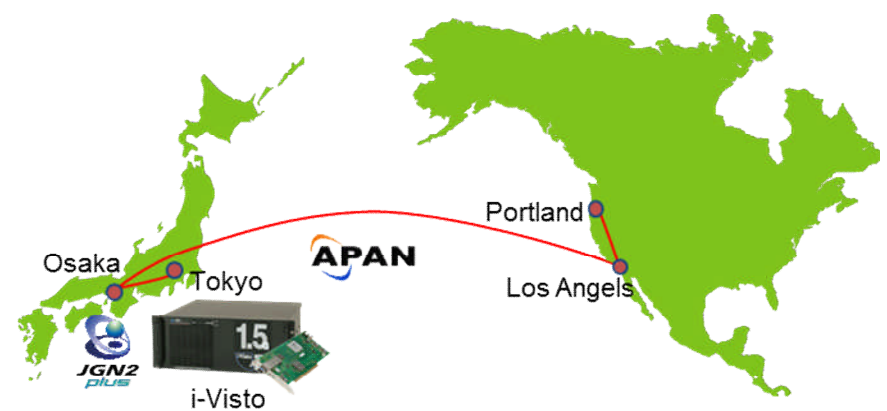 Portland
APAN
Osaka
Tokyo
Los Angels
1.5
JGN2
plus
i-Visto